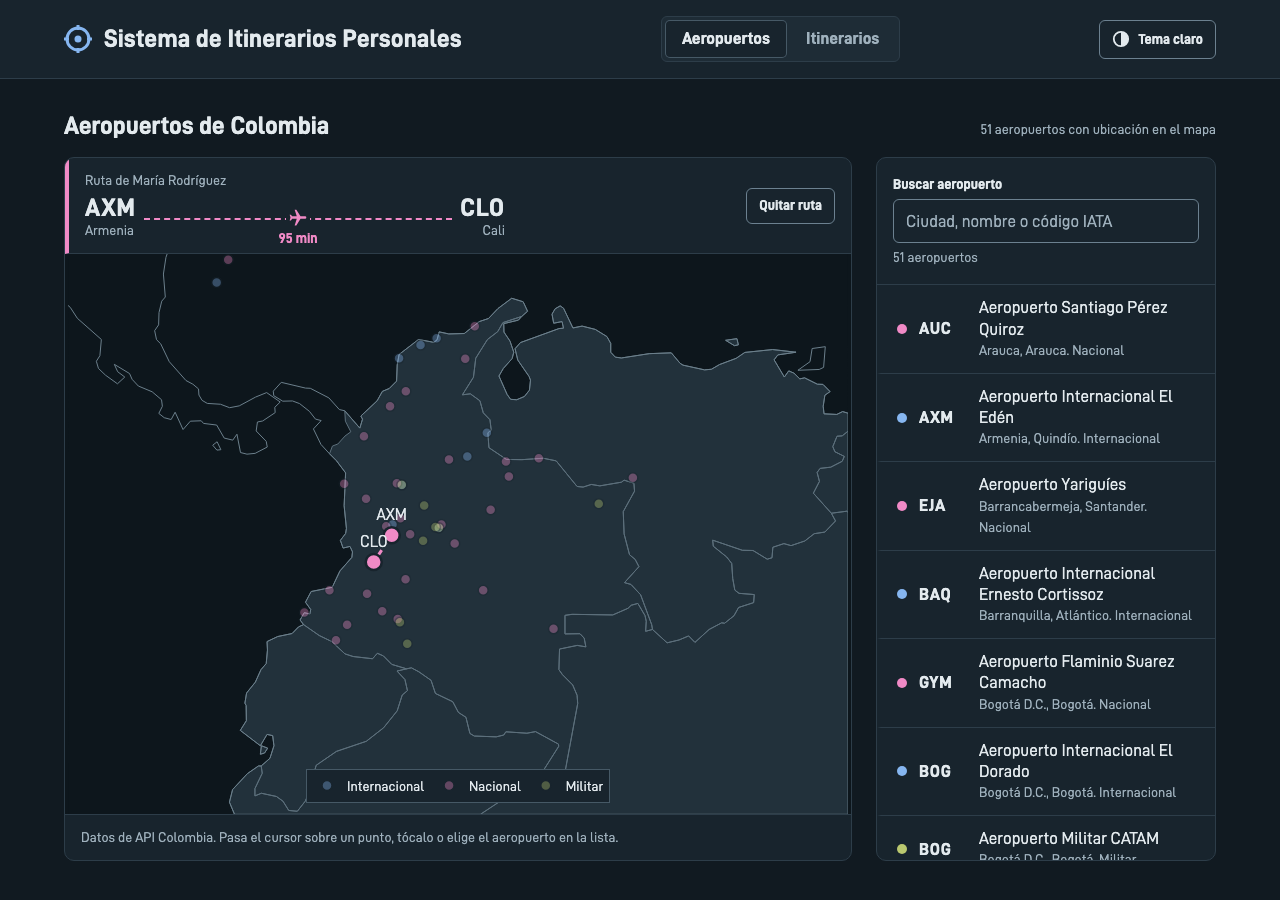 Sistema de Itinerarios Personales
Aeropuertos
Itinerarios
Tema claro
Aeropuertos de Colombia
51 aeropuertos con ubicación en el mapa
Ruta de María Rodríguez
AXM
CLO
Armenia
Cali
95 min
Quitar ruta
AXM
CLO
Internacional
Nacional
Militar
Datos de API Colombia. Pasa el cursor sobre un punto, tócalo o elige el aeropuerto en la lista.
Buscar aeropuerto
Ciudad, nombre o código IATA
51 aeropuertos
AUC
Aeropuerto Santiago Pérez
Quiroz
Arauca, Arauca. Nacional
AXM
Aeropuerto Internacional El
Edén
Armenia, Quindío. Internacional
EJA
Aeropuerto Yariguíes
Barrancabermeja, Santander.
Nacional
BAQ
Aeropuerto Internacional
Ernesto Cortissoz
Barranquilla, Atlántico. Internacional
GYM
Aeropuerto Flaminio Suarez
Camacho
Bogotá D.C., Bogotá. Nacional
BOG
Aeropuerto Internacional El
Dorado
Bogotá D.C., Bogotá. Internacional
BOG
Aeropuerto Militar CATAM
Bogotá D.C., Bogotá. Militar